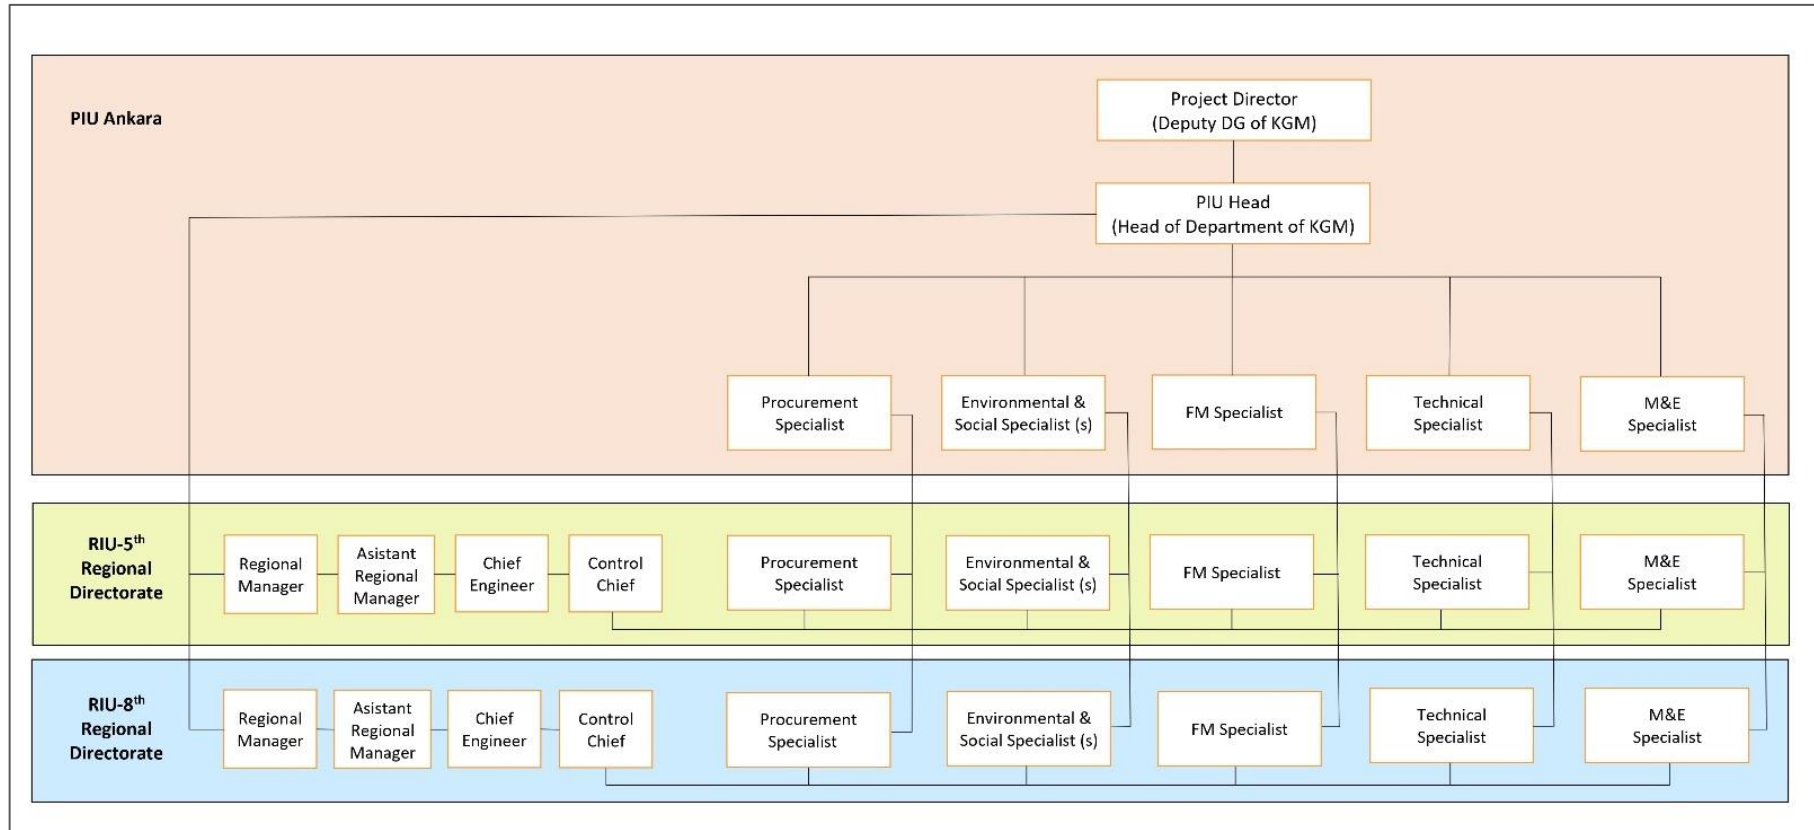 PIU Ankara
Project Director
(Deputy DG of KGM)
PIU Head
(Head of Department of KGM)
Procurement
Specialist
Environmental &
Social Specialist (s)
FM Specialist
Technical
Specialist
M&E
Specialist
RIU-5th
Regional
Directorate
Regional
Manager
Asistant
Regional
Manager
Chief
Engineer
Control
Chief
Procurement
Specialist
Environmental &
Social Specialist (s)
FM Specialist
Technical
Specialist
M&E
Specialist
RIU-8th
Regional
Directorate
Regional
Manager
Asistant
Regional
Manager
Chief
Engineer
Control
Chief
Procurement
Specialist
Environmental &
Social Specialist (s)
FM Specialist
Technical
Specialist
M&E
Specialist